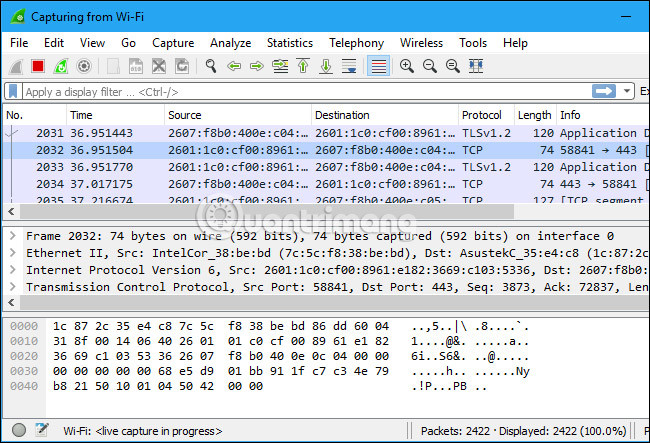 Capturing from Wi-Fi
File Edit View Go Capture Analyze Statistics Telephony Wireless Tools Help
Apply a display filter ... <Ctrl-/>
No. Time Source Destination Protocol Length Info
2031 36.951443 2607:f8b0:400e:c04:… 2601:1c0:cf00:8961:… TLSv1.2 120 Application D
2032 36.951504 2601:1c0:cf00:8961:… 2607:f8b0:400e:c04:… TCP 74 58841 → 443 [
2033 36.951770 2607:f8b0:400e:c04:… 2601:1c0:cf00:8961:… TLSv1.2 120 Application D
2034 37.017175 2601:1c0:cf00:8961:… 2607:f8b0:400e:c04:… TCP 74 443 → 58841 [
2035 37.216674 2601:1c0:cf00:8961:… 2607:f8b0:400e:c05:… TCP 127 [TCP segment
Quantrimang
Frame 2032: 74 bytes on wire (592 bits), 74 bytes captured (592 bits) on interface 0
Ethernet II, Src: IntelCor_38:be:bd (7c:5c:f8:38:be:bd), Dst: AsustekC_35:e4:c8 (1c:87:2c
Internet Protocol Version 6, Src: 2601:1c0:cf00:8961:e182:3669:c103:5336, Dst: 2607:f8b0:
Transmission Control Protocol, Src Port: 58841, Dst Port: 443, Seq: 3873, Ack: 72837, Len
0000 1c 87 2c 35 e4 c8 7c 5c f8 38 be bd 86 dd 60 04 ..,5..|\ .8....`.
0010 31 8f 00 14 06 40 26 01 01 c0 cf 00 89 61 e1 82 1....@&. .....a..
0020 36 69 c1 03 53 36 26 07 f8 b0 40 0e 0c 04 00 00 6i..S6&. ..@.....
0030 00 00 00 00 00 68 e5 d9 01 bb 91 1f c7 c3 4e 79 .....h.. ......Ny
0040 b8 21 50 10 01 04 50 42 00 00 .!P...PB ..
Wi-Fi: <live capture in progress> Packets: 2422 · Displayed: 2422 (100.0%)